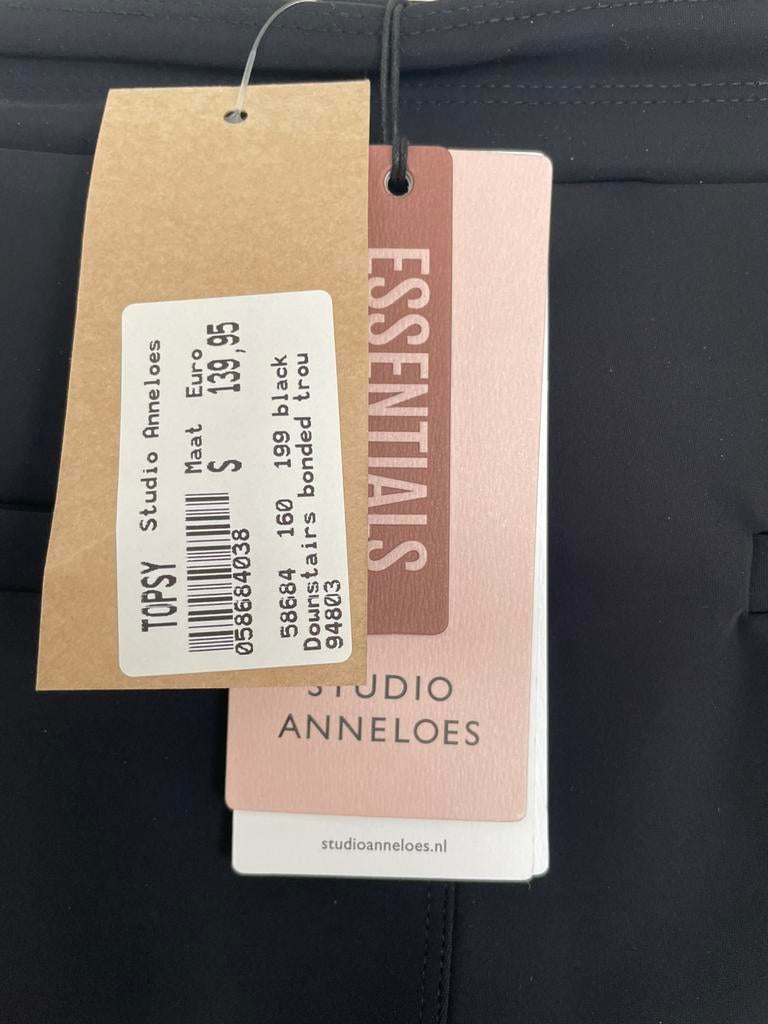 TOPSY Studio Anneloes
Maat Euro
S 139,95
058684038
58684 160 199 black
Downstairs bonded trou
94803
ESSENTIALS
STUDIO
ANNELOES
studioanneloes.nl